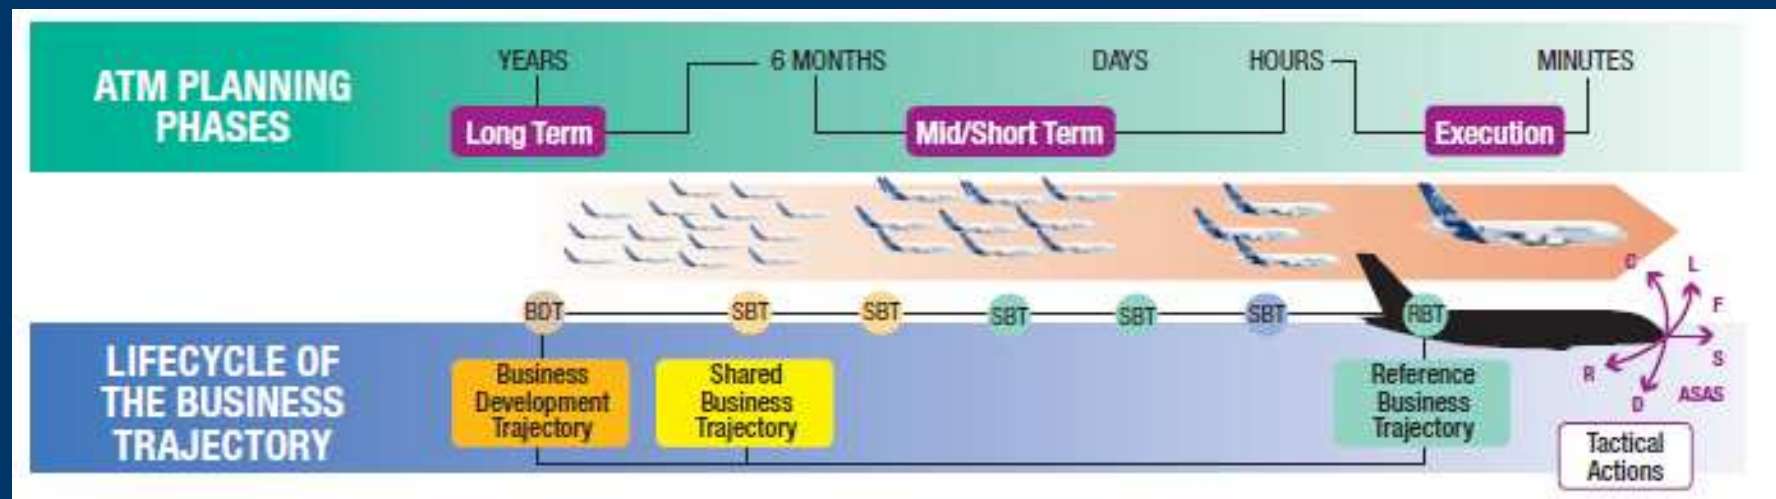 ATM PLANNING
PHASES
YEARS
6 MONTHS
DAYS
HOURS
MINUTES
Long Term
Mid/Short Term
Execution
BDT
SBT
SBT
SBT
SBT
SBT
RBT
C
L
F
S
R
D
ASAS
LIFECYCLE OF
THE BUSINESS
TRAJECTORY
Business
Development
Trajectory
Shared
Business
Trajectory
Reference
Business
Trajectory
Tactical
Actions